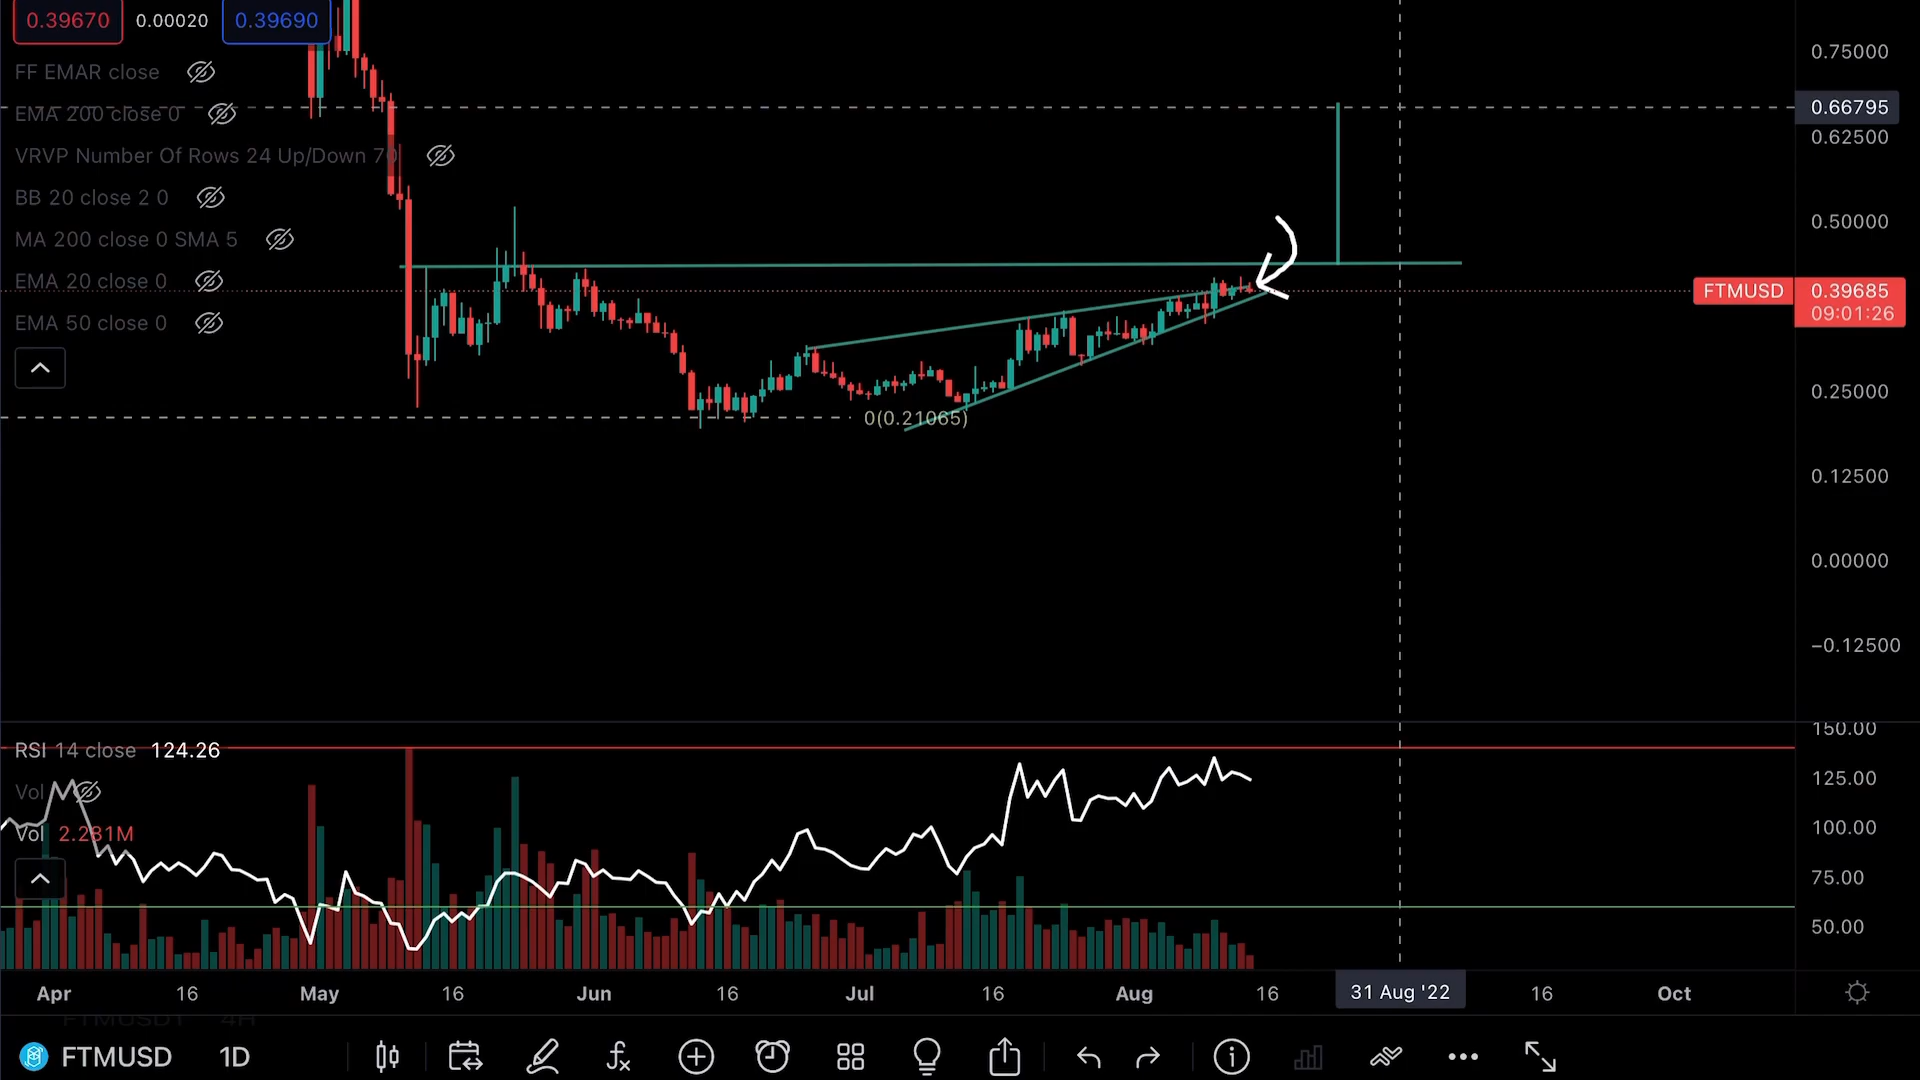 0.39670 0.00020 0.39690
FF EMAR close
EMA 200 close 0
VRVP Number Of Rows 24 Up/Down 70
BB 20 close 2 0
MA 200 close 0 SMA 5
EMA 20 close 0
EMA 50 close 0
0(0.21065)
0.75000
0.66795
0.62500
0.50000
FTMUSD 0.39685
09:01:26
0.25000
0.12500
0.00000
−0.12500
RSI 14 close 124.26
Vol
Vol 2.281M
150.00
125.00
100.00
75.00
50.00
Apr 16 May 16 Jun 16 Jul 16 Aug 16 31 Aug '22 16 Oct
FTMUSDT 4H
FTMUSD 1D